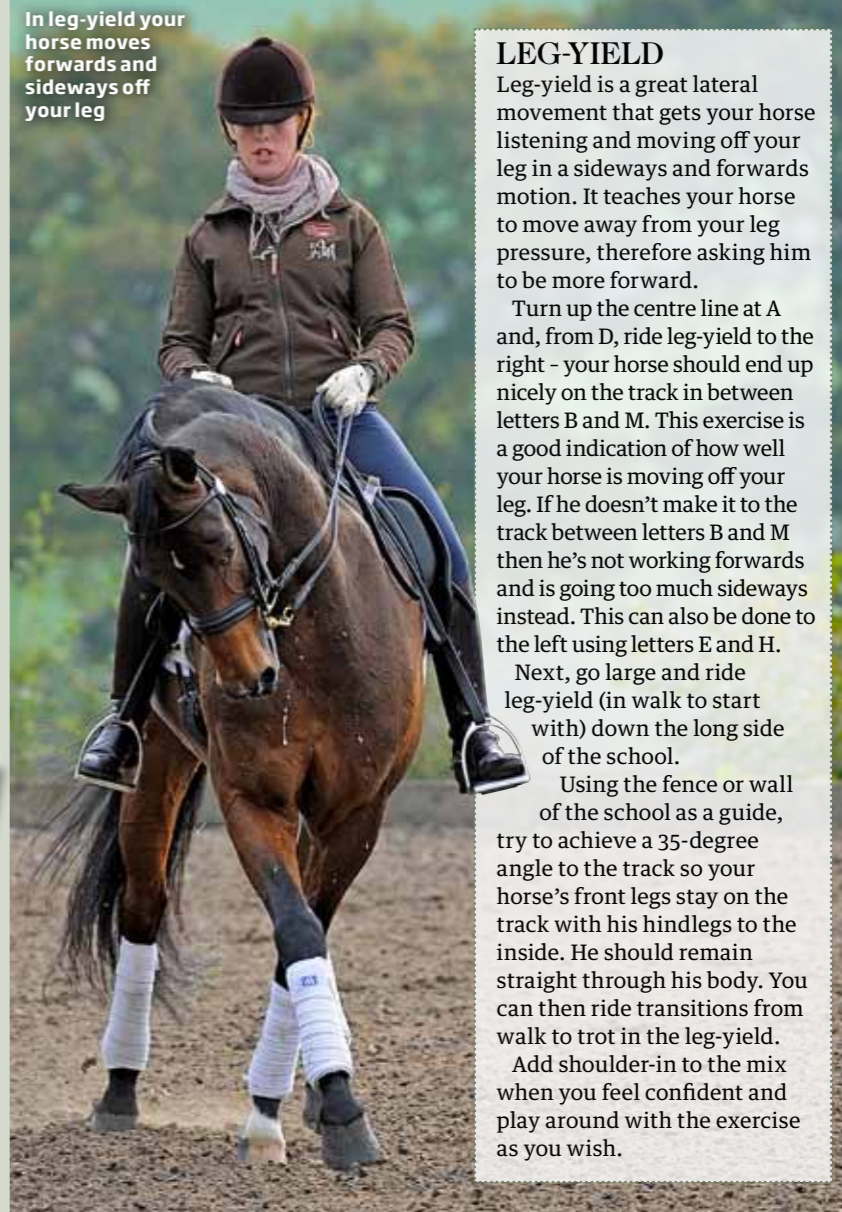 In leg-yield your
horse moves
forwards and
sideways off
your leg
LEG-YIELD
Leg-yield is a great lateral
movement that gets your horse
listening and moving off your
leg in a sideways and forwards
motion. It teaches your horse
to move away from your leg
pressure, therefore asking him
to be more forward.
Turn up the centre line at A
and, from D, ride leg-yield to the
right – your horse should end up
nicely on the track in between
letters B and M. This exercise is
a good indication of how well
your horse is moving off your
leg. If he doesn’t make it to the
track between letters B and M
then he’s not working forwards
and is going too much sideways
instead. This can also be done to
the left using letters E and H.
Next, go large and ride
leg-yield (in walk to start
with) down the long side
of the school.
Using the fence or wall
of the school as a guide,
try to achieve a 35-degree
angle to the track so your
horse’s front legs stay on the
track with his hindlegs to the
inside. He should remain
straight through his body. You
can then ride transitions from
walk to trot in the leg-yield.
Add shoulder-in to the mix
when you feel confident and
play around with the exercise
as you wish.